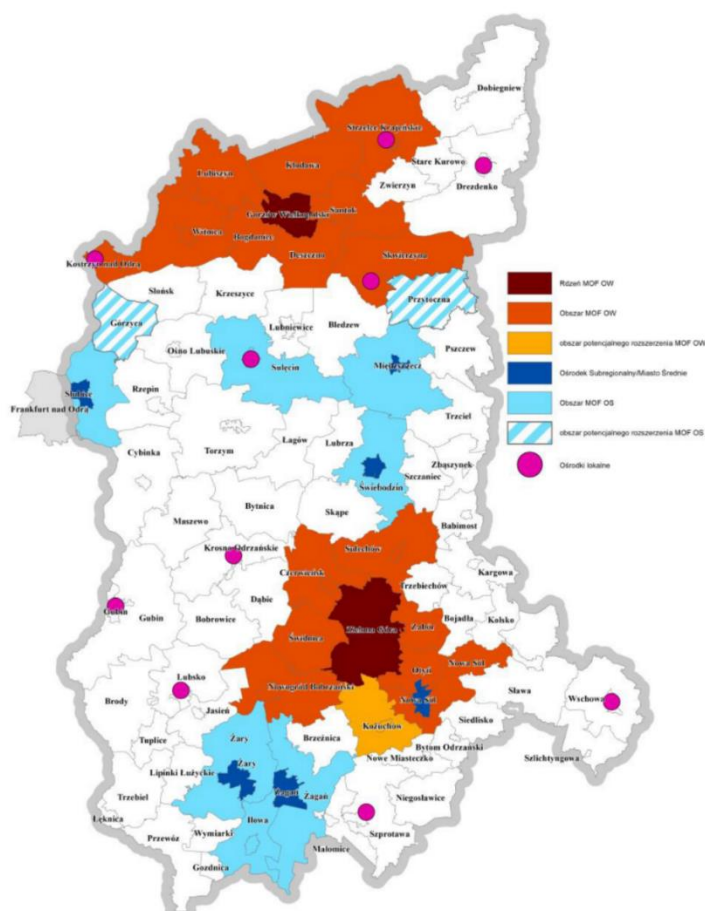 Dobiegniew
Strzelce Krajeńskie
Stare Kurowo
Kłodawa
Lubiszyn
Zwierzyn
Drezdenko
Gorzów Wielkopolski
Santok
Witnica
Bogdaniec
Deszczno
Skwierzyna
Kostrzyn nad Odrą
Słońsk
Krzeszyce
Przytoczna
Górzyca
Lubniewice
Bledzew
Ośno Lubuskie
Pszczew
Międzyrzecz
Sulęcin
Rzepin
Słubice
Frankfurt nad Odrą
Trzciel
Cybinka
Torzym
Łagów
Lubrza
Zbąszynek
Szczaniec
Świebodzin
Bytnica
Skąpe
Maszewo
Babimost
Sulechów
Krosno Odrzańskie
Czerwieńsk
Kargowa
Trzebiechów
Dąbie
Gubin
Gubin
Bobrowice
Bojadła
Kolsko
Zabór
Zielona Góra
Świdnica
Otyń
Nowa Sól
Lubsko
Nowogród Bobrzański
Nowa Sól
Sława
Wschowa
Brody
Jasień
Kożuchów
Siedlisko
Żary
Brzeźnica
Tuplice
Bytom Odrzański
Nowe Miasteczko
Szlichtyngowa
Żary
Lipinki Łużyckie
Żagań
Żagań
Trzebiel
Niegosławice
Iłowa
Łęknica
Wymiarki
Przewóz
Szprotawa
Małomice
Gozdnica
Rdzeń MOF OW
Obszar MOF OW
obszar potencjalnego rozszerzenia MOF OW
Ośrodek Subregionalny/Miasto Średnie
Obszar MOF OS
obszar potencjalnego rozszerzenia MOF OS
Ośrodki lokalne